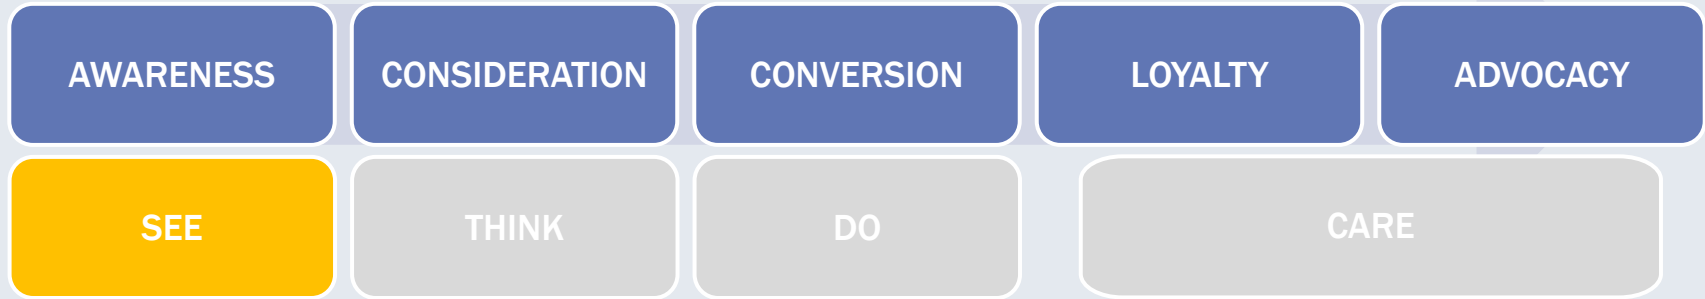 AWARENESS
CONSIDERATION
CONVERSION
LOYALTY
ADVOCACY
SEE
THINK
DO
CARE